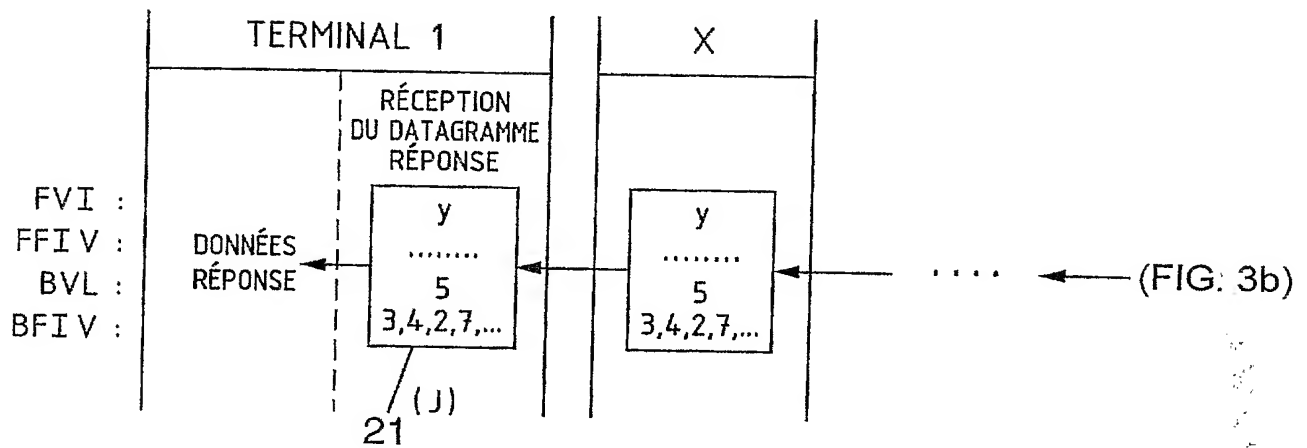 TERMINAL 1
X
RÉCEPTION
DU DATAGRAMME
RÉPONSE
FVI :
FFIV :
BVL :
BFIV :
DONNÉES
RÉPONSE
y
........
5
3,4,2,7,...
y
........
5
3,4,2,7,...
....
(FIG. 3b)
(J)
21